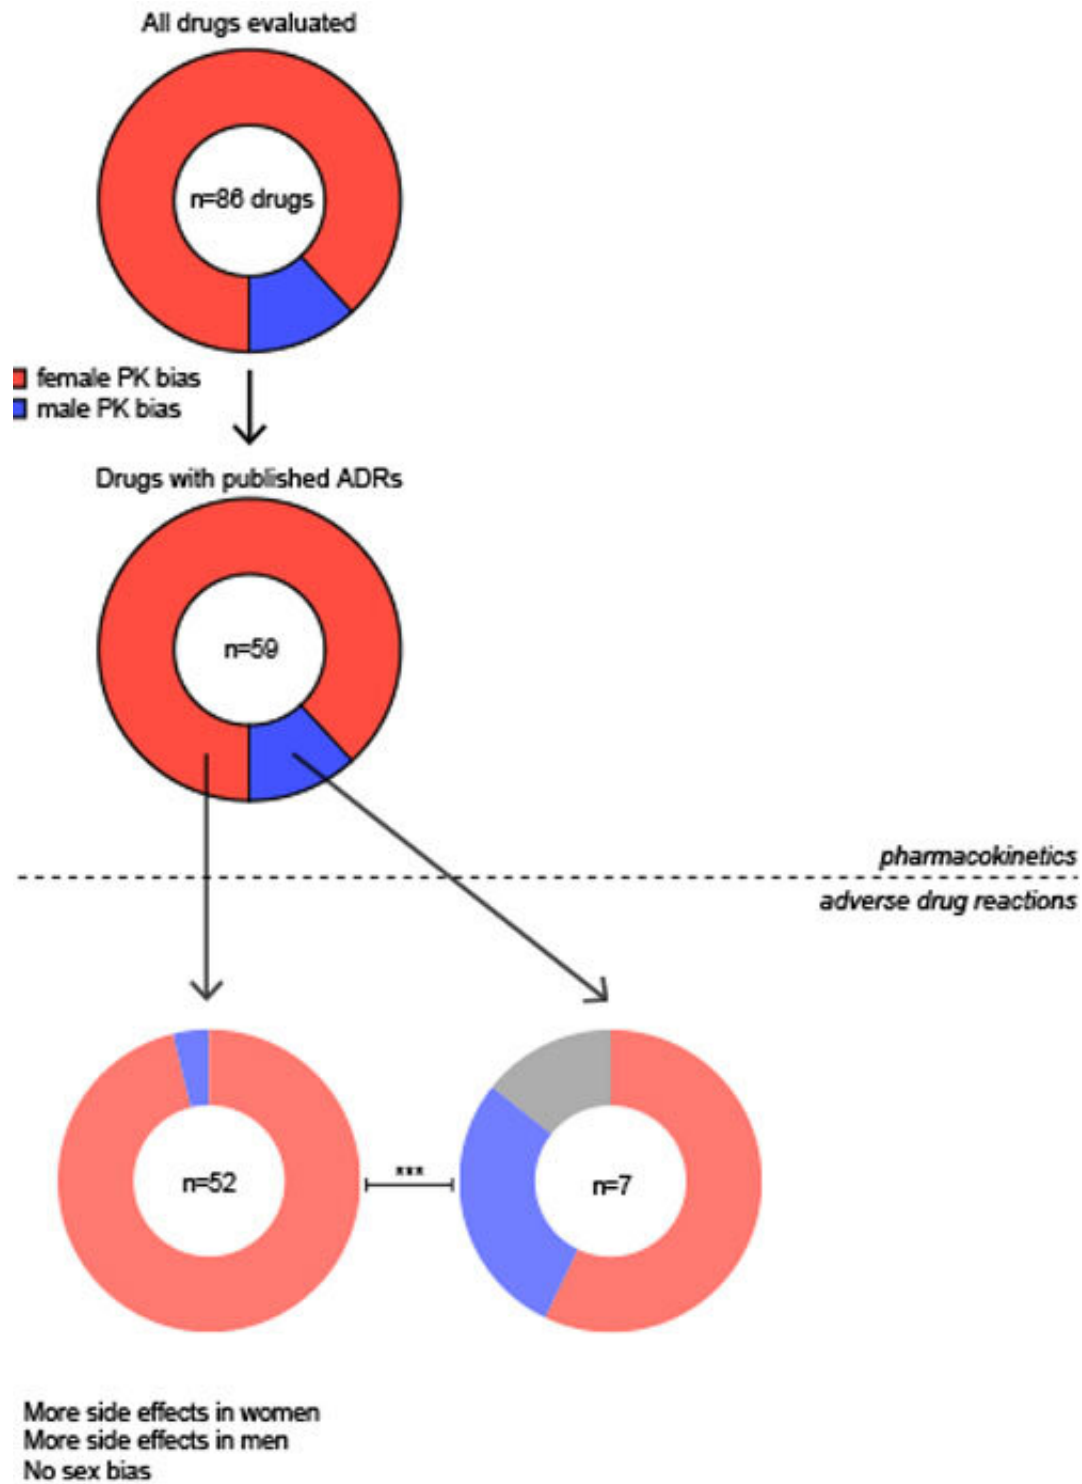 All drugs evaluated
n=86 drugs
female PK bias
male PK bias
Drugs with published ADRs
n=59
pharmacokinetics
adverse drug reactions
n=52
***
n=7
More side effects in women
More side effects in men
No sex bias